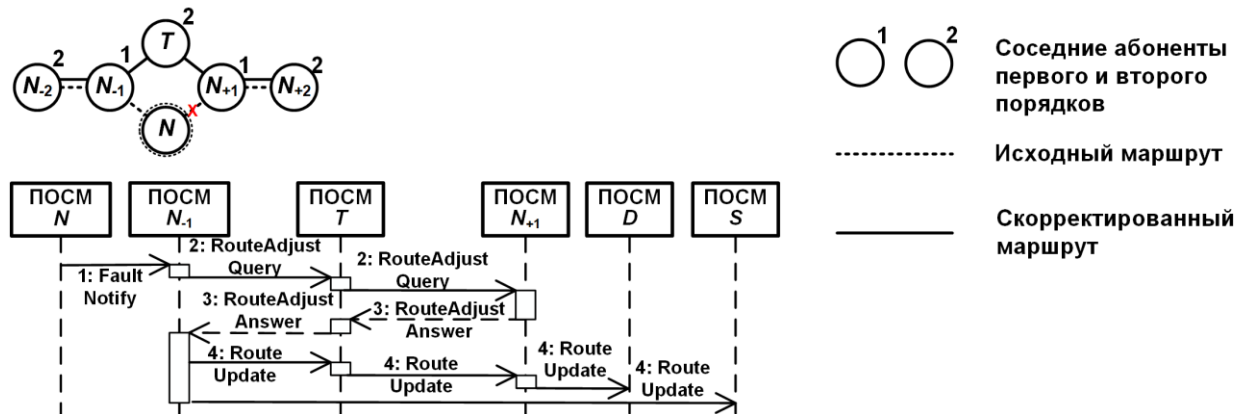 2
T
2
1
1
2
N-2
N-1
N+1
N+2
x
N
1
2
Соседние абоненты
первого и второго
порядков
Исходный маршрут
Скорректированный
маршрут
ПОСМ
N
ПОСМ
N-1
ПОСМ
T
ПОСМ
N+1
ПОСМ
D
ПОСМ
S
1: Fault
Notify
2: RouteAdjust
Query
2: RouteAdjust
Query
3: RouteAdjust
Answer
3: RouteAdjust
Answer
4: Route
Update
4: Route
Update
4: Route
Update
4: Route
Update